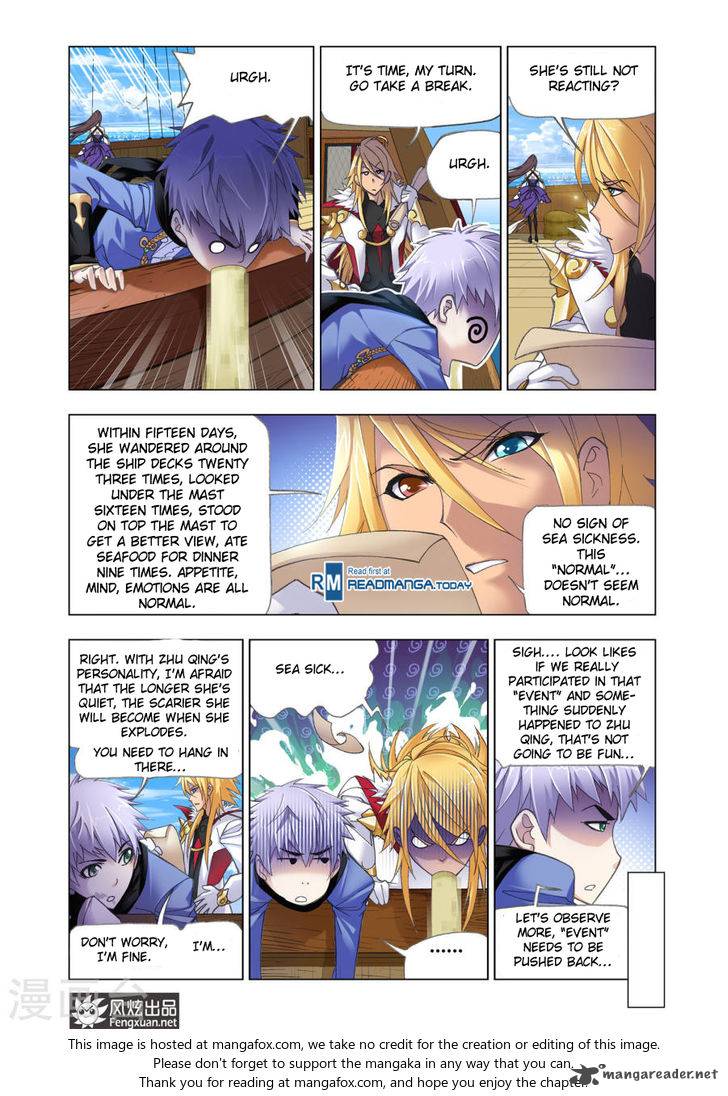 URGH.
IT'S TIME, MY TURN.
GO TAKE A BREAK.
URGH.
SHE'S STILL NOT
REACTING?
WITHIN FIFTEEN DAYS,
SHE WANDERED AROUND
THE SHIP DECKS TWENTY
THREE TIMES, LOOKED
UNDER THE MAST
SIXTEEN TIMES, STOOD
ON TOP THE MAST TO
GET A BETTER VIEW, ATE
SEAFOOD FOR DINNER
NINE TIMES. APPETITE,
MIND, EMOTIONS ARE ALL
NORMAL.
NO SIGN OF
SEA SICKNESS.
THIS
"NORMAL"...
DOESN'T SEEM
NORMAL.
RM
Read first at
READMANGA.TODAY
RIGHT. WITH ZHU QING'S
PERSONALITY, I'M AFRAID
THAT THE LONGER SHE'S
QUIET, THE SCARIER SHE
WILL BECOME WHEN SHE
EXPLODES.
YOU NEED TO HANG IN
THERE...
DON'T WORRY,
I'M FINE.
I'M...
SEA SICK...
......
SIGH.... LOOK LIKES
IF WE REALLY
PARTICIPATED IN THAT
"EVENT" AND SOME-
THING SUDDENLY
HAPPENED TO ZHU
QING, THAT'S NOT
GOING TO BE FUN...
LET'S OBSERVE
MORE, "EVENT"
NEEDS TO BE
PUSHED BACK...
漫画台
风炫出品
Fengxuan.net
This image is hosted at mangafox.com, we take no credit for the creation or editing of this image.
Please don't forget to support the mangaka in any way that you can.
Thank you for reading at mangafox.com, and hope you enjoy the chapter.
mangareader.net